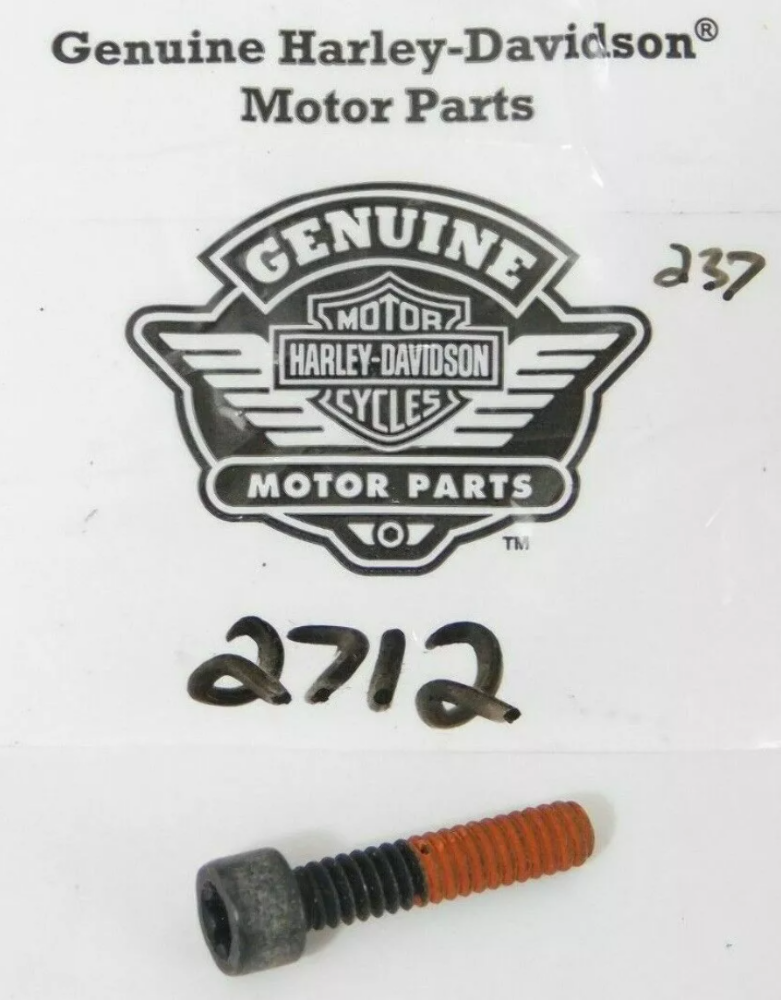 Genuine Harley-Davidson®
Motor Parts
GENUINE
237
MOTOR
HARLEY-DAVIDSON
CYCLES
MOTOR PARTS
TM
2712